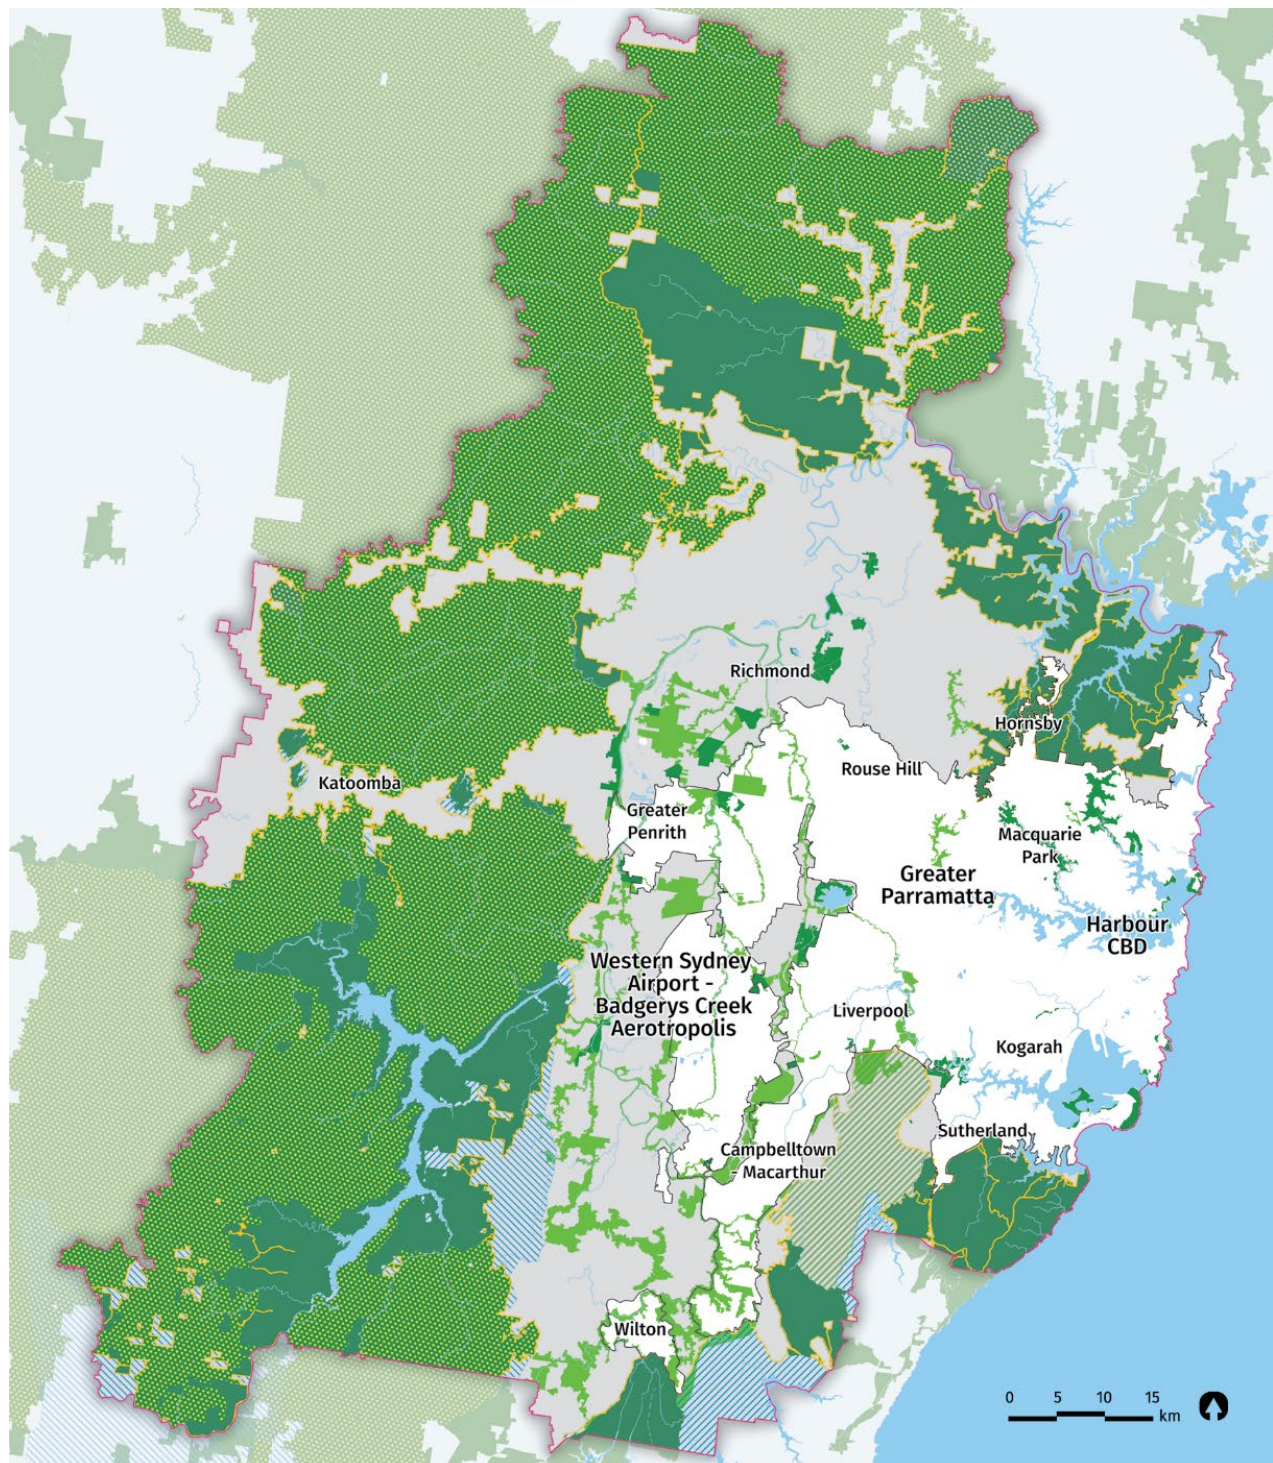 Richmond
Hornsby
Rouse Hill
Katoomba
Greater
Penrith
Macquarie
Park
Greater
Parramatta
Harbour
CBD
Western Sydney
Airport -
Badgerys Creek
Aerotropolis
Liverpool
Kogarah
Sutherland
Campbelltown
- Macarthur
Wilton
0 5 10 15
km